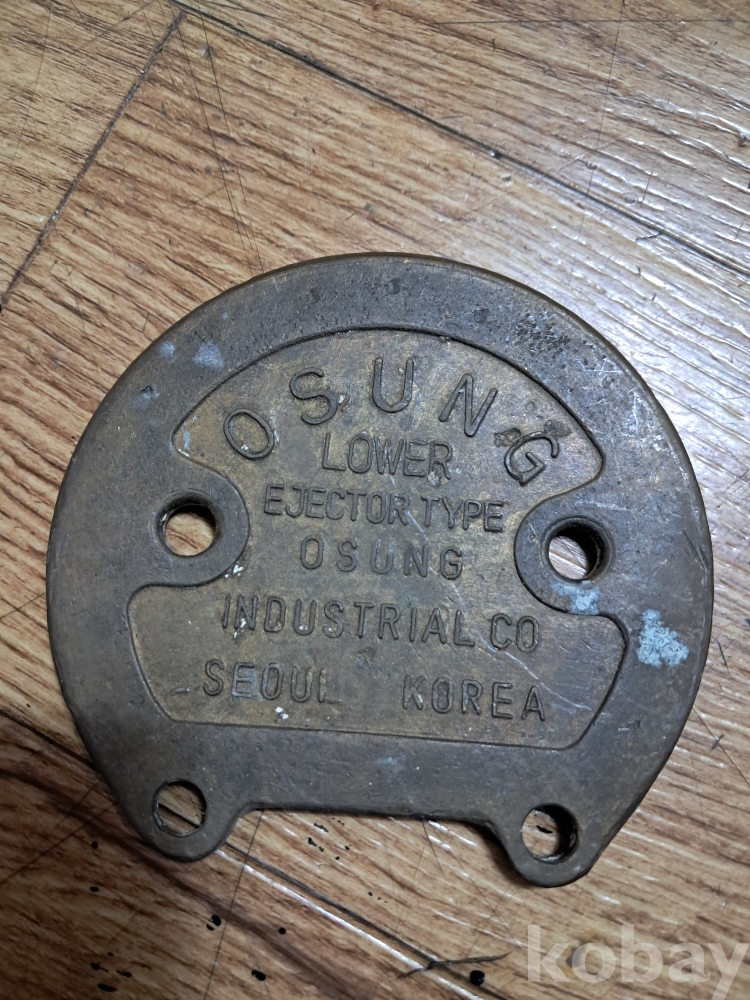 OSUNG
LOWER
EJECTOR TYPE
OSUNG
INDUSTRIAL CO
SEOUL KOREA
kobay